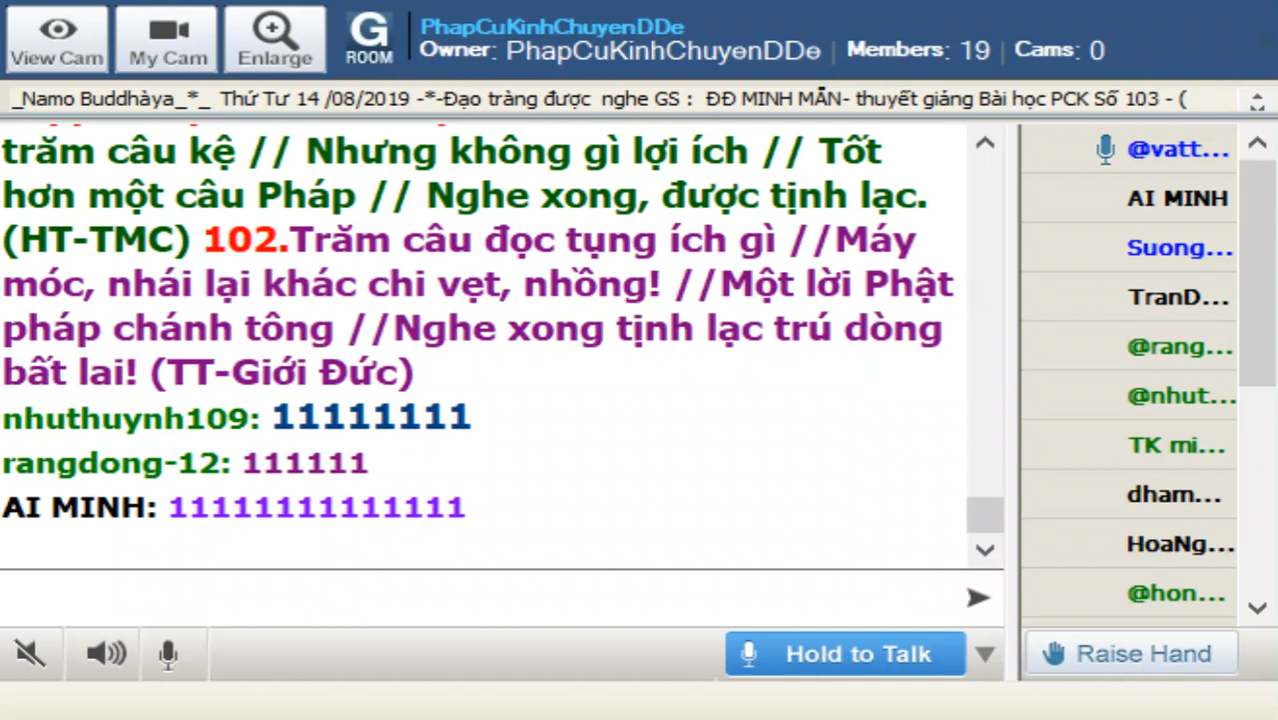 View Cam
My Cam
Enlarge
G
ROOM
PhapCuKinhChuyenDDe
Owner: PhapCuKinhChuyenDDe | Members: 19 | Cams: 0
_Namo Buddhàya_*_ Thứ Tư 14 /08/2019 -*-Đạo tràng được nghe GS : ĐĐ MINH MẪN- thuyết giảng Bài học PCK Số 103 - (
trăm câu kệ // Nhưng không gì lợi ích // Tốt
hơn một câu Pháp // Nghe xong, được tịnh lạc.
(HT-TMC) 102.Trăm câu đọc tụng ích gì //Máy
móc, nhái lại khác chi vẹt, nhồng! //Một lời Phật
pháp chánh tông //Nghe xong tịnh lạc trú dòng
bất lai! (TT-Giới Đức)
nhuthuynh109: 11111111
rangdong-12: 111111
AI MINH: 11111111111111
Hold to Talk
@vatt...
AI MINH
Suong...
TranD...
@rang...
@nhut...
TK mi...
dham...
HoaNg...
@hon...
Raise Hand